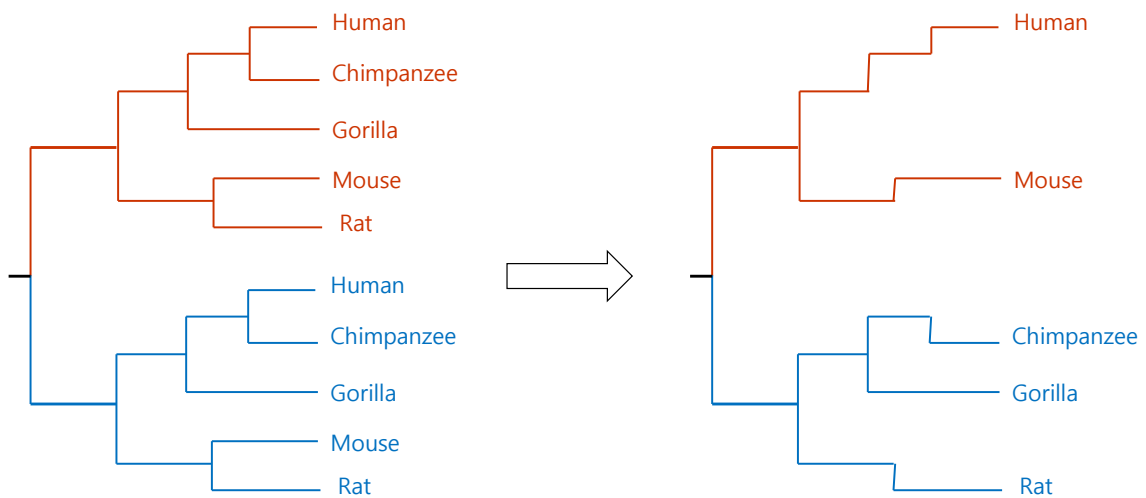 Human
Chimpanzee
Gorilla
Mouse
Rat
Human
Chimpanzee
Gorilla
Mouse
Rat
Human
Mouse
Chimpanzee
Gorilla
Rat